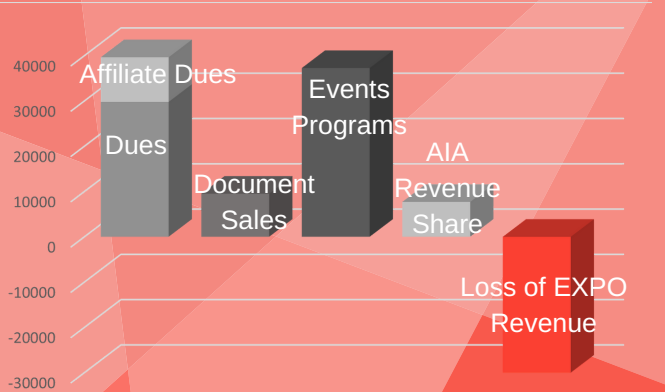 40000
30000
20000
10000
0
-10000
-20000
-30000
Affiliate Dues
Dues
Document
Sales
Events
Programs
AIA
Revenue
Share
Loss of EXPO
Revenue